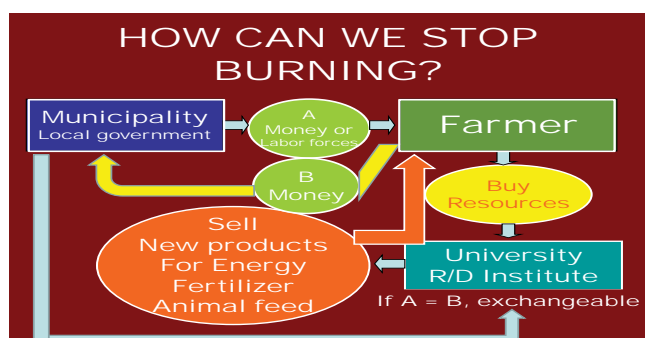 HOW CAN WE STOP
BURNING?
Municipality
Local government
A
Money or
Labor forces
Farmer
B
Money
Buy
Resources
Sell
New products
For Energy
Fertilizer
Animal feed
University
R/D Institute
If A = B, exchangeable